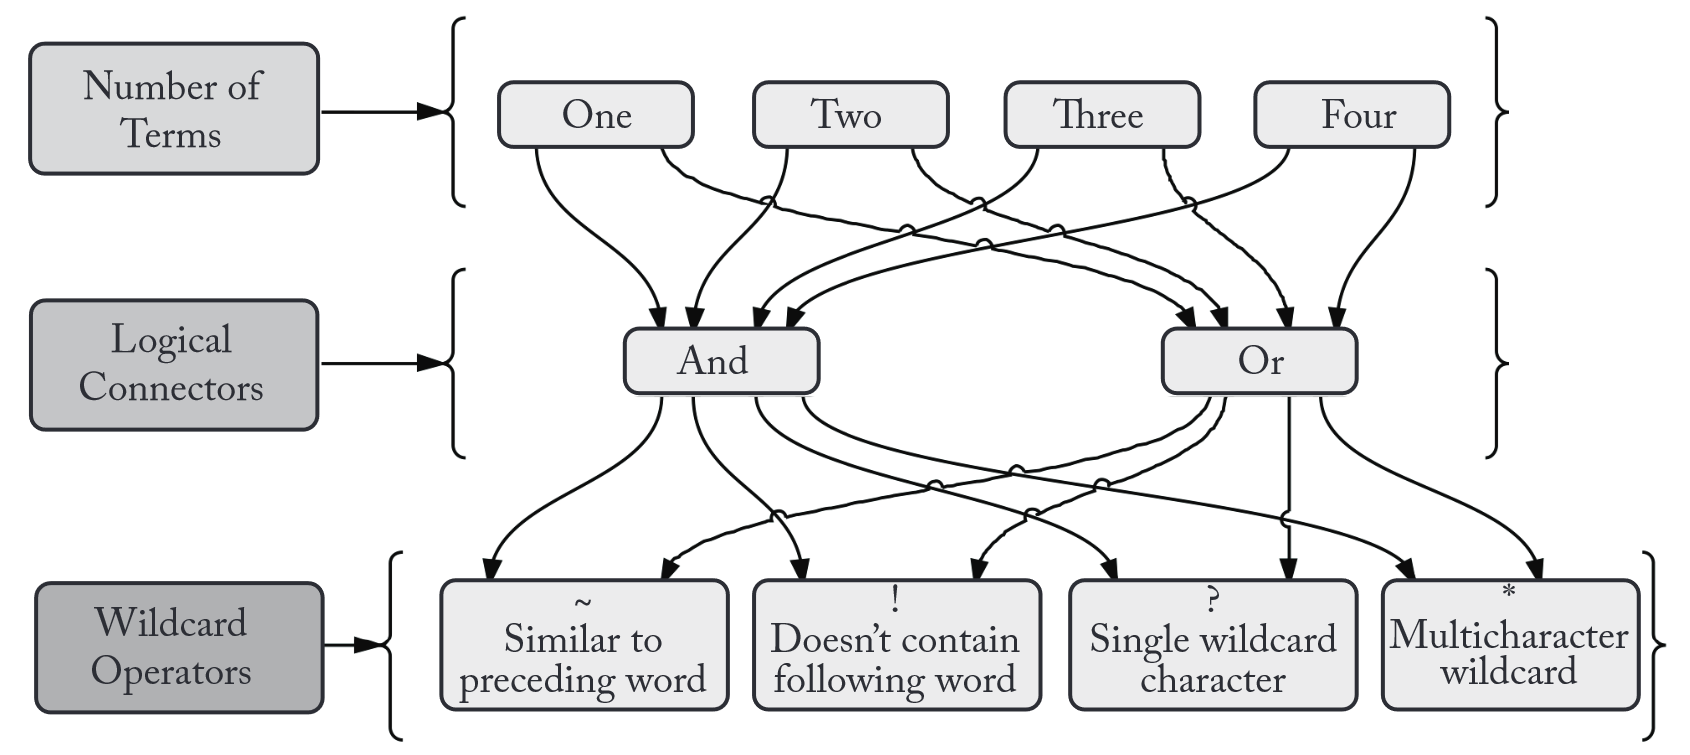 Number of
Terms
One
Two
Three
Four
Logical
Connectors
And
Or
Wildcard
Operators
~
Similar to
preceding word
!
Doesn't contain
following word
?
Single wildcard
character
*
Multicharacter
wildcard